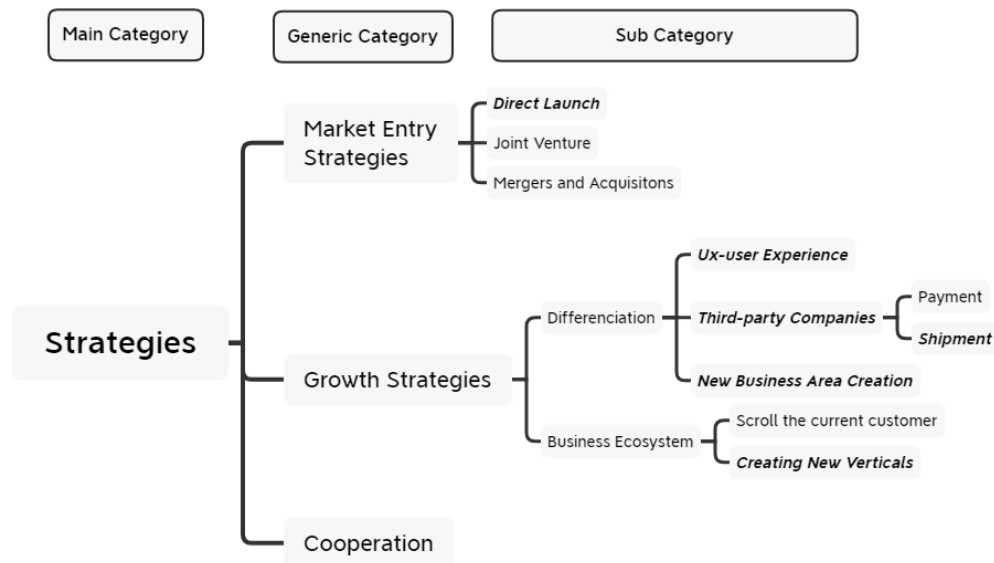 Main Category
Generic Category
Sub Category
Strategies
Market Entry
Strategies
Direct Launch
Joint Venture
Mergers and Acquisitons
Growth Strategies
Differenciation
Ux-user Experience
Third-party Companies
Payment
Shipment
New Business Area Creation
Business Ecosystem
Scroll the current customer
Creating New Verticals
Cooperation